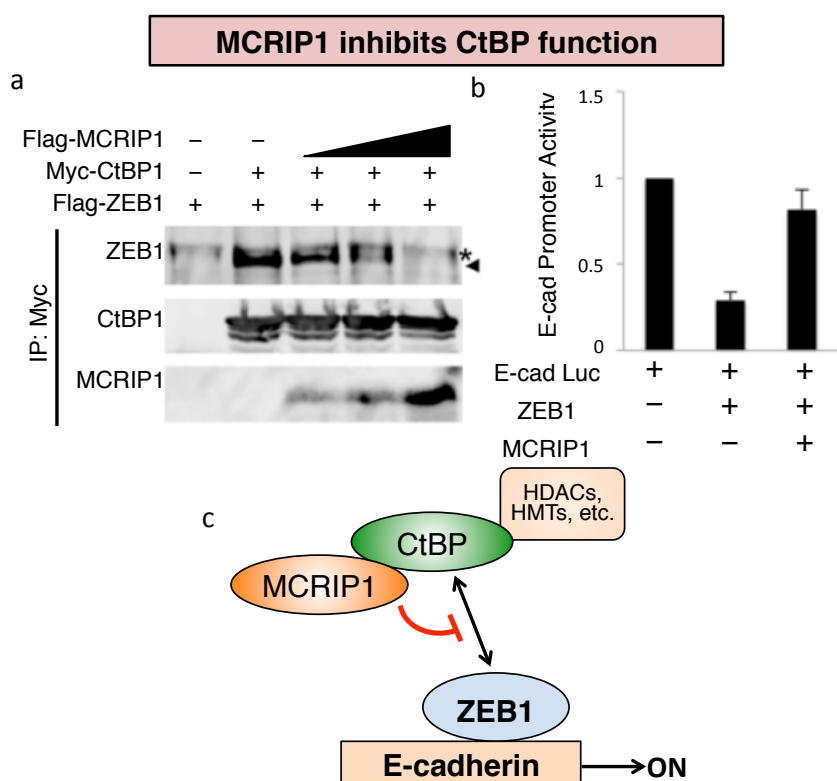 MCRIP1 inhibits CtBP function
a
Flag-MCRIP1 – –
Myc-CtBP1 – + + + +
Flag-ZEB1 + + + + +
IP: Myc
ZEB1 *
CtBP1
MCRIP1
b
E-cad Promoter Activity
1.5
1
0.5
0
E-cad Luc + + +
ZEB1 – + +
MCRIP1 – – +
c
HDACs,
HMTs, etc.
CtBP
MCRIP1
ZEB1
E-cadherin ON